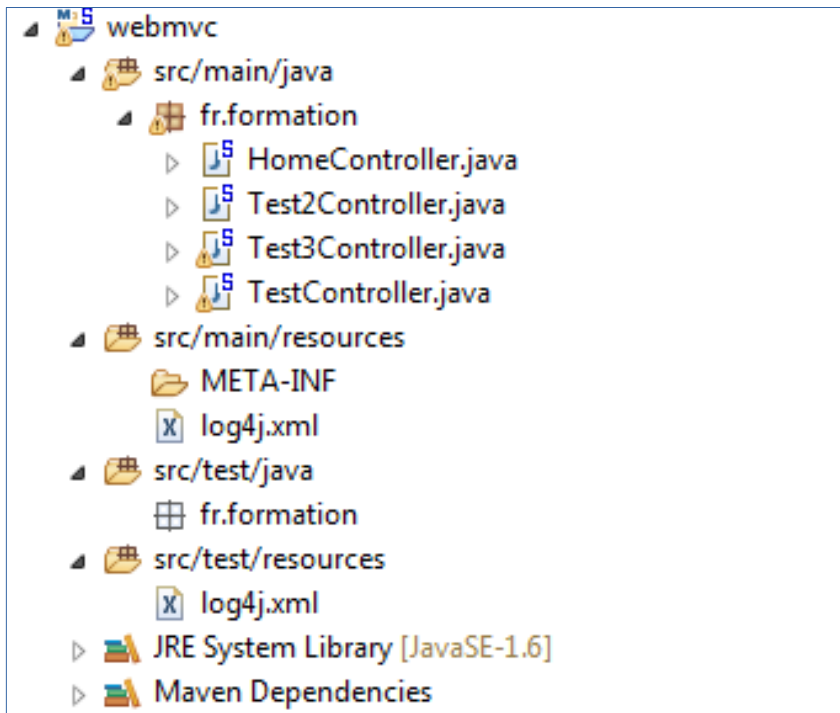 webmvc
src/main/java
fr.formation
HomeController.java
Test2Controller.java
Test3Controller.java
TestController.java
src/main/resources
META-INF
log4j.xml
src/test/java
fr.formation
src/test/resources
log4j.xml
JRE System Library [JavaSE-1.6]
Maven Dependencies